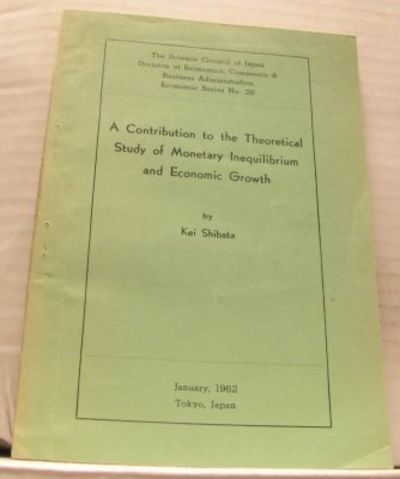 The Science Council of Japan
Division of Economics, Commerce &
Business Administration
Economic Series No. 28
A Contribution to the Theoretical
Study of Monetary Inequilibrium
and Economic Growth
by
Kei Shibata
January, 1962
Tokyo, Japan